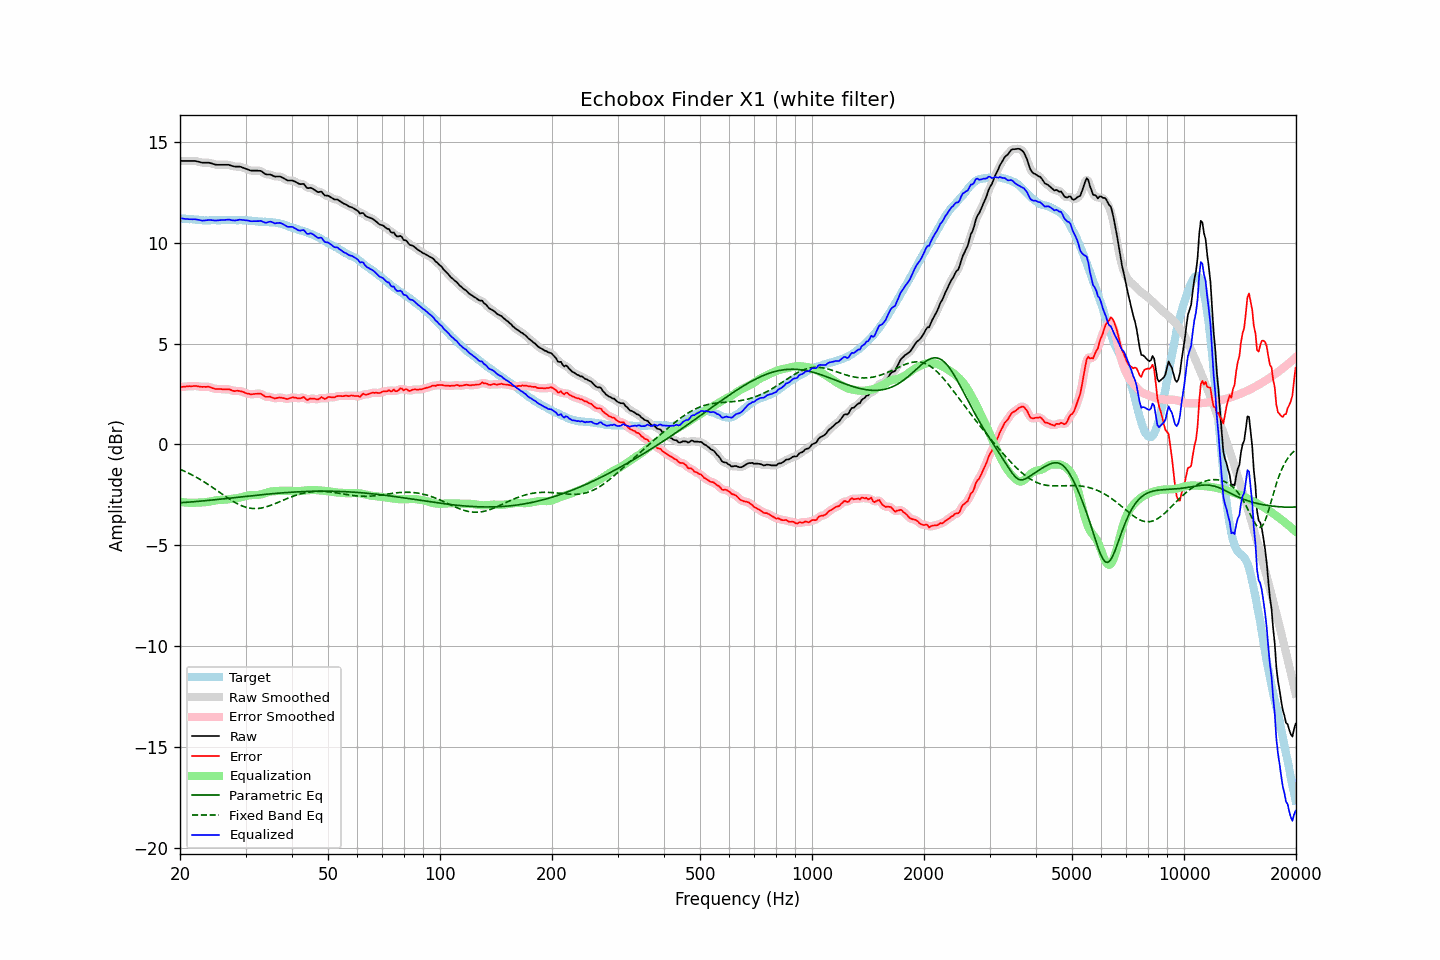 Echobox Finder X1 (white filter)
Amplitude (dBr)
15
10
5
0
−5
−10
−15
−20
Target
Raw Smoothed
Error Smoothed
Raw
Error
Equalization
Parametric Eq
Fixed Band Eq
Equalized
20 50 100 200 500 1000 2000 5000 10000 20000
Frequency (Hz)